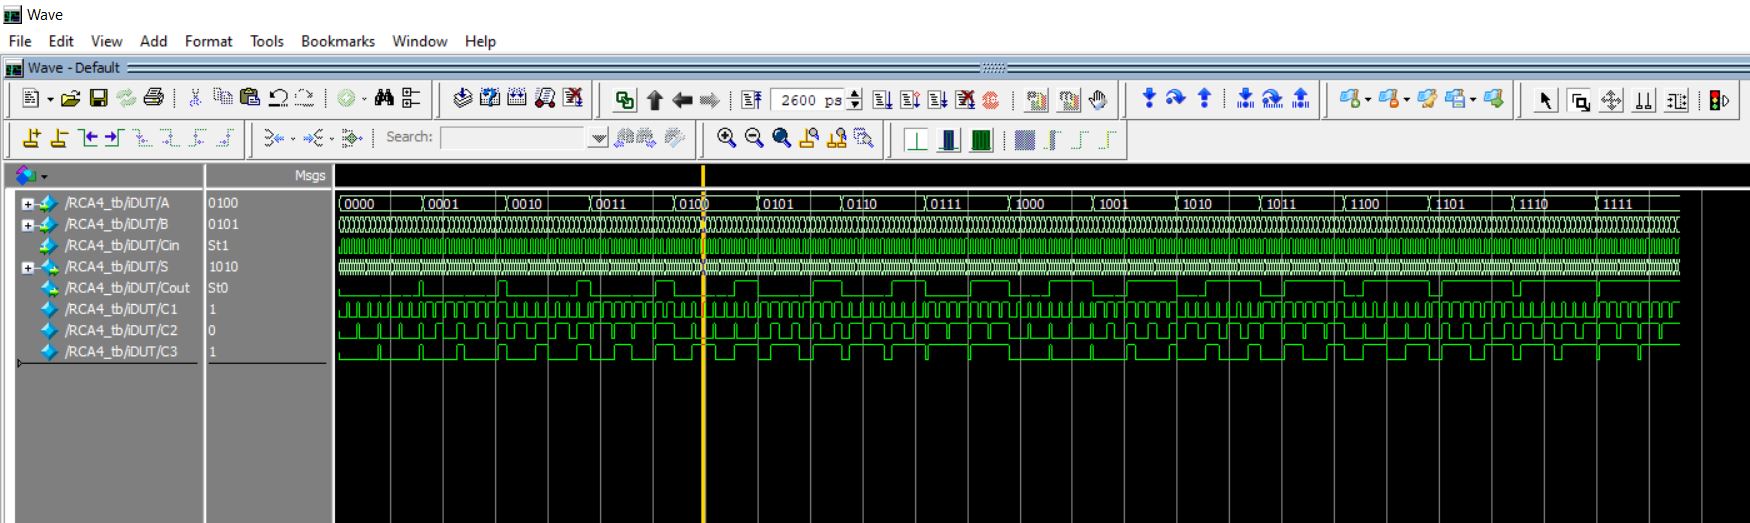 Wave
File Edit View Add Format Tools Bookmarks Window Help
Wave - Default
2600 ps
Search:
Msgs
/RCA4_tb/iDUT/A 0100 0000 0001 0010 0011 0100 0101 0110 0111 1000 1001 1010 1011 1100 1101 1110 1111
/RCA4_tb/iDUT/B 0101
/RCA4_tb/iDUT/Cin St1
/RCA4_tb/iDUT/S 1010
/RCA4_tb/iDUT/Cout St0
/RCA4_tb/iDUT/C1 1
/RCA4_tb/iDUT/C2 0
/RCA4_tb/iDUT/C3 1